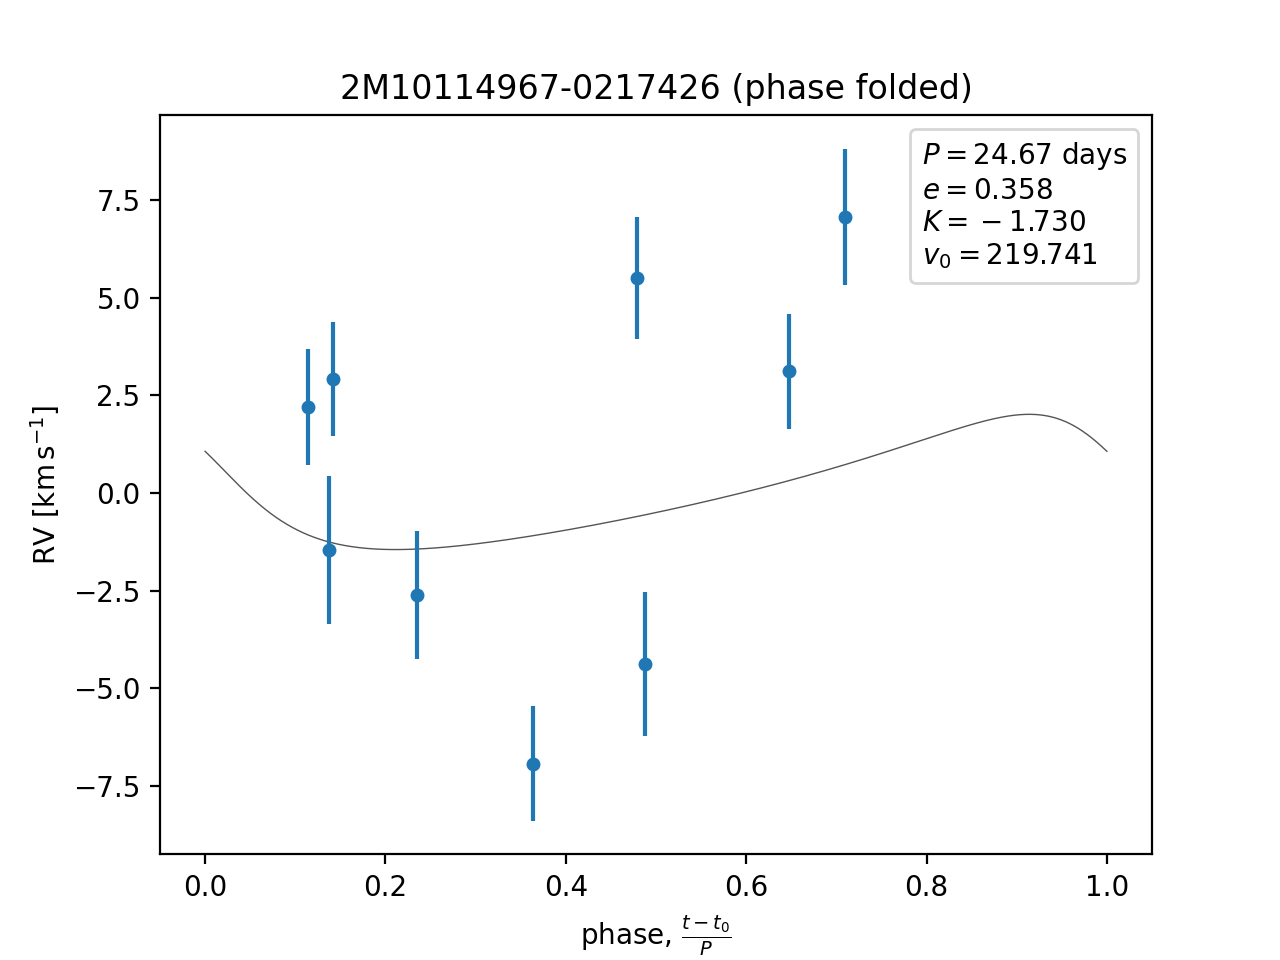 2M10114967-0217426 (phase folded)
P = 24.67 days
e = 0.358
K = −1.730
v₀ = 219.741
RV [km s⁻¹]
7.5
5.0
2.5
0.0
−2.5
−5.0
−7.5
0.0 0.2 0.4 0.6 0.8 1.0
phase, (t − t₀)/P